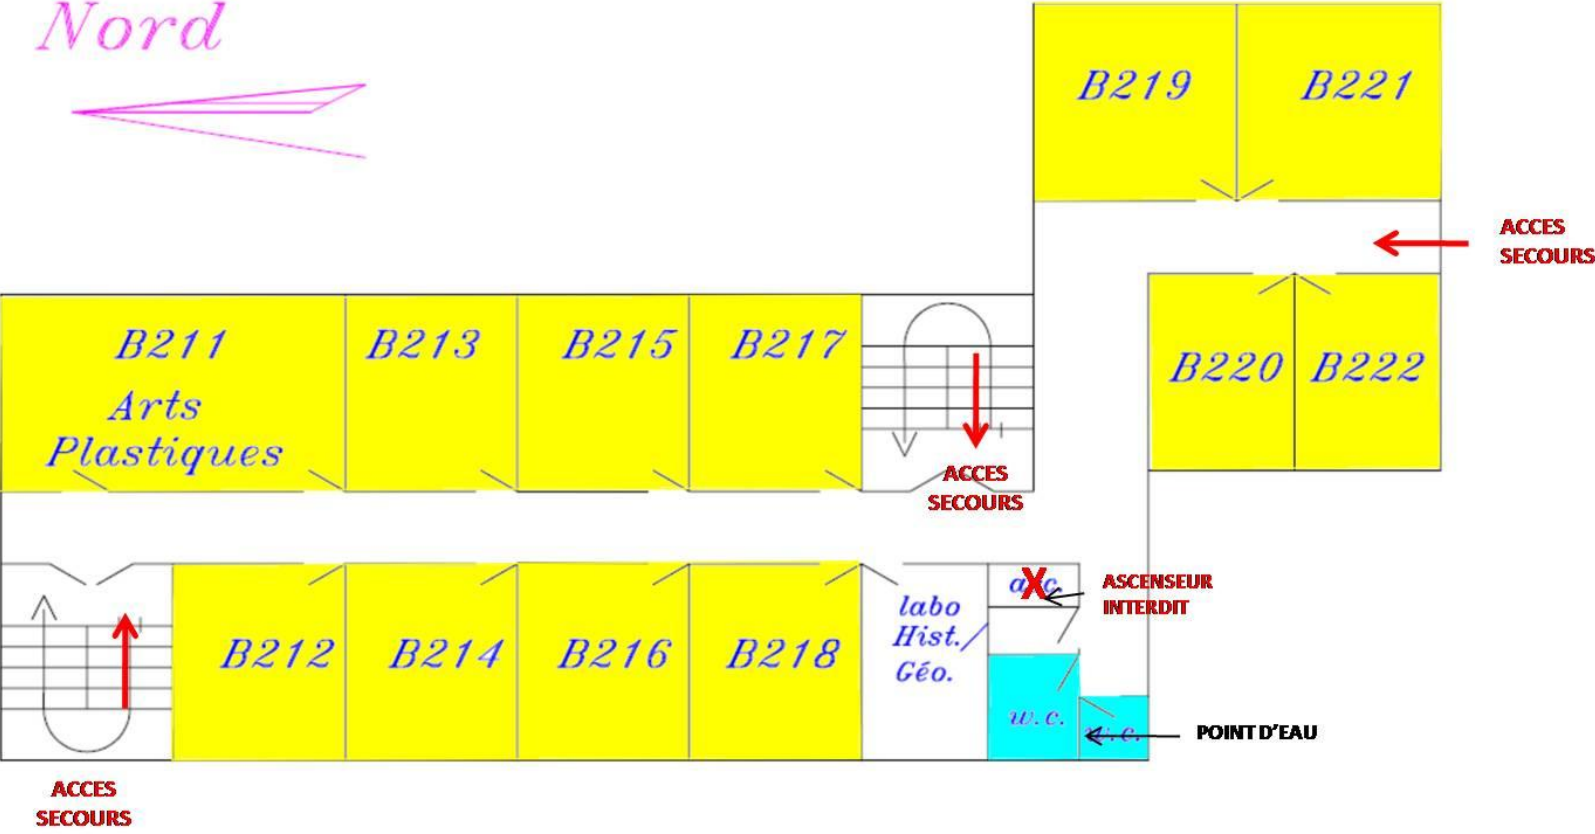 Nord
B219
B221
ACCES
SECOURS
B211
Arts
Plastiques
B213
B215
B217
B220
B222
ACCES
SECOURS
B212
B214
B216
B218
labo
Hist./
Géo.
ASCENSEUR
INTERDIT
w.c.
w.c.
POINT D'EAU
ACCES
SECOURS